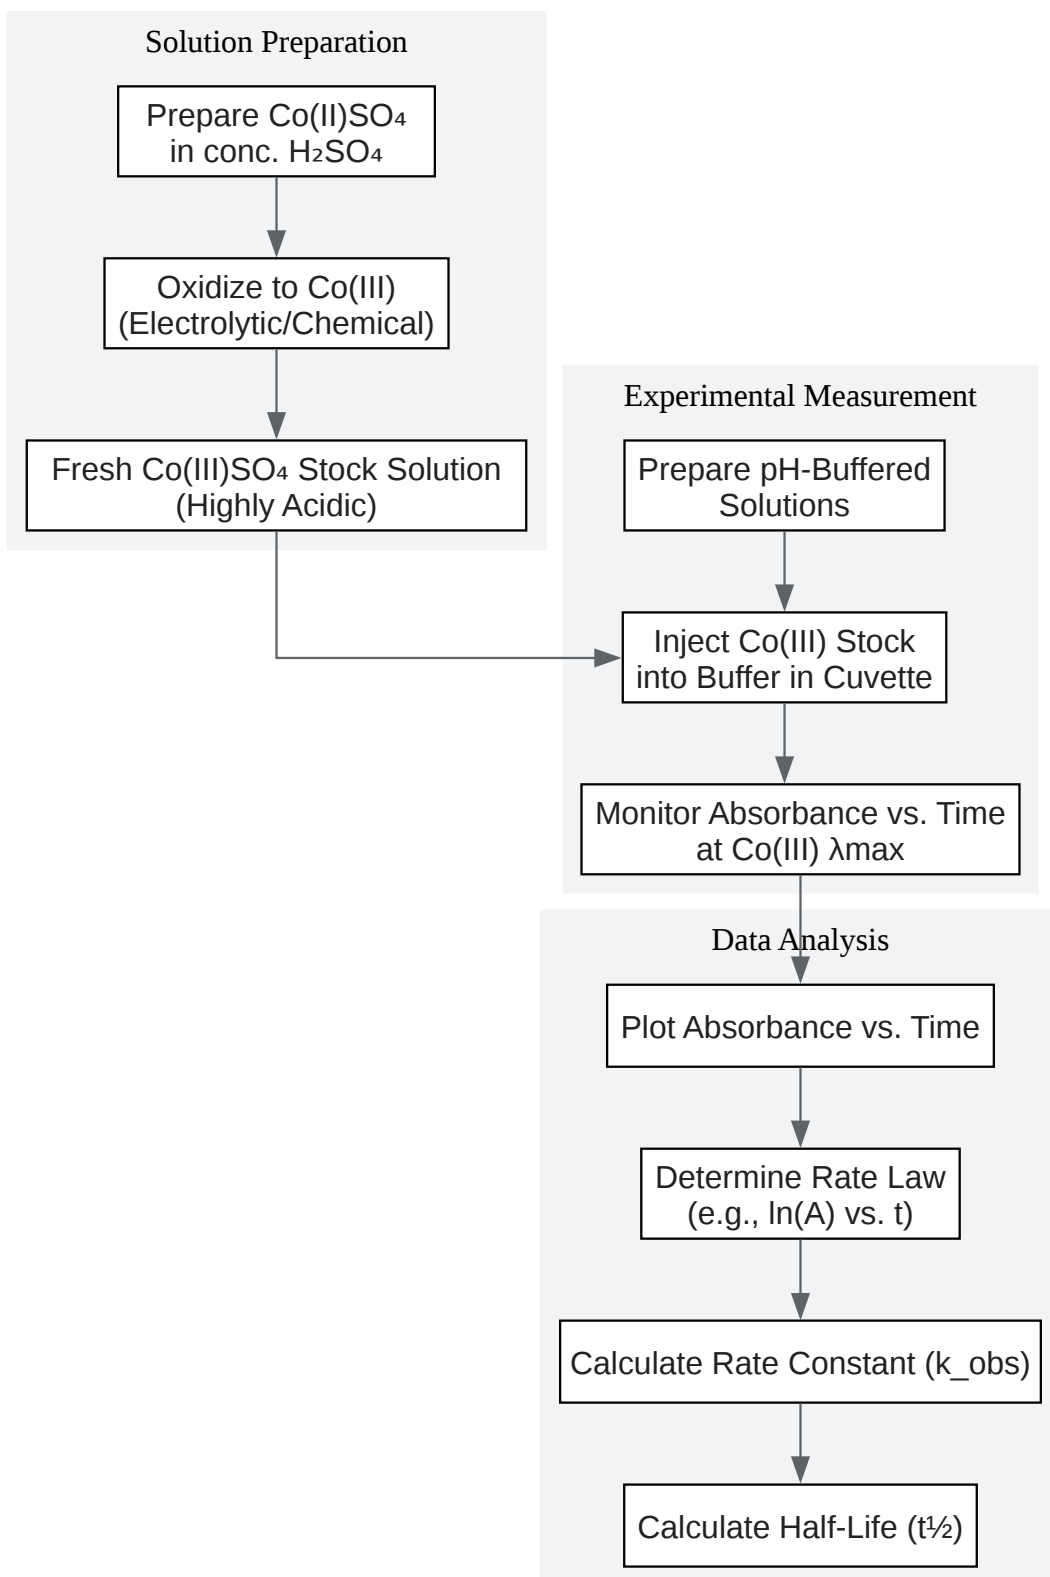 Solution Preparation
Prepare Co(II)SO₄
in conc. H₂SO₄
Oxidize to Co(III)
(Electrolytic/Chemical)
Fresh Co(III)SO₄ Stock Solution
(Highly Acidic)
Experimental Measurement
Prepare pH-Buffered
Solutions
Inject Co(III) Stock
into Buffer in Cuvette
Monitor Absorbance vs. Time
at Co(III) λmax
Data Analysis
Plot Absorbance vs. Time
Determine Rate Law
(e.g., ln(A) vs. t)
Calculate Rate Constant (k_obs)
Calculate Half-Life (t½)